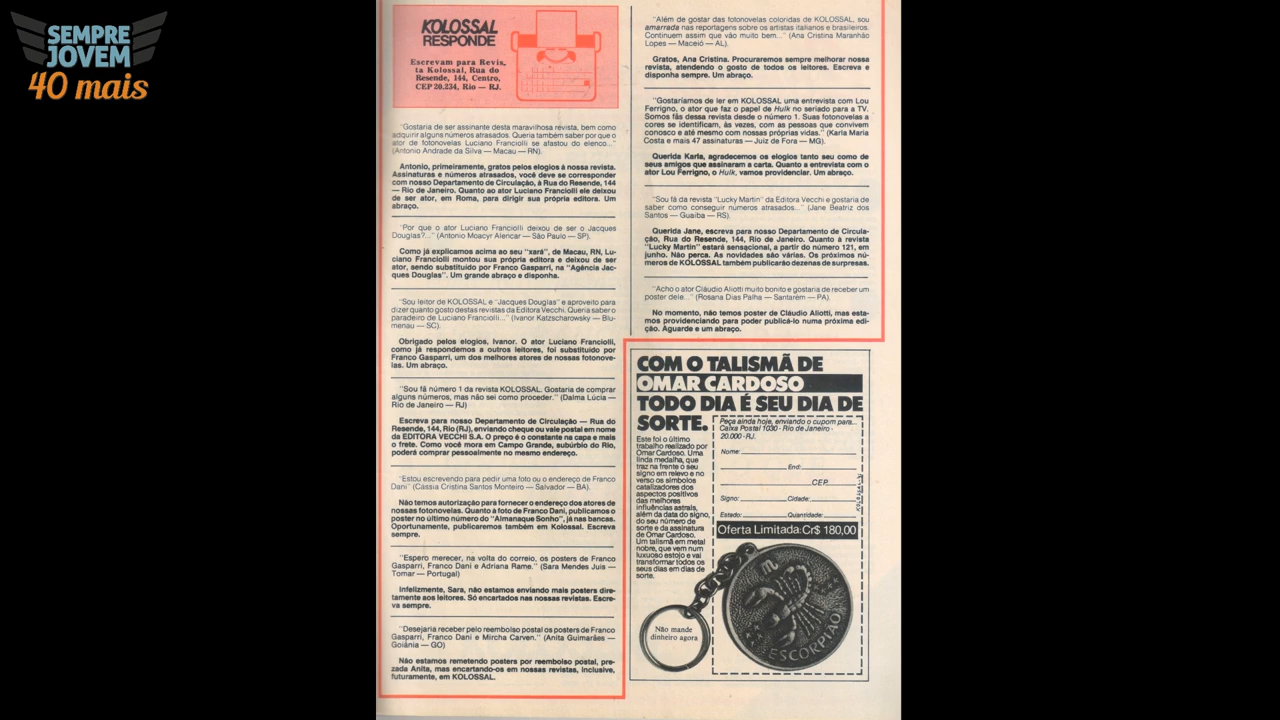 SEMPRE
JOVEM
40 mais
KOLOSSAL
RESPONDE
Escrevam para Revis,
ta Kolossal, Rua do
Resende, 144, Centro,
CEP 20.234, Rio — RJ.
"Gostaria de ser assinante desta maravilhosa revista, bem como
adquirir alguns números atrasados. Queria também saber por que o
ator de fotonovelas Luciano Franciolli se afastou do elenco..."
(Antonio Andrade da Silva — Macau — RN).
Antonio, primeiramente, gratos pelos elogios à nossa revista.
Assinaturas e números atrasados, você deve se corresponder
com nosso Departamento de Circulação, à Rua do Resende, 144
— Rio de Janeiro. Quanto ao ator Luciano Franciolli ele deixou
de ser ator, em Roma, para dirigir sua própria editora. Um
abraço.
"Por que o ator Luciano Franciolli deixou de ser o Jacques
Douglas?..." (Antonio Moacyr Alencar — São Paulo — SP).
Como já explicamos acima ao seu "xará", de Macau, RN, Lu-
ciano Franciolli montou sua própria editora e deixou de ser
ator, sendo substituído por Franco Gasparri, na "Agência Jac-
ques Douglas". Um grande abraço e disponha.
"Sou leitor de KOLOSSAL e "Jacques Douglas" e aproveito para
dizer quanto gosto destas revistas da Editora Vecchi. Queria saber o
paradeiro de Luciano Franciolli..." (Ivanor Katzscharowsky — Blu-
menau — SC).
Obrigado pelos elogios, Ivanor. O ator Luciano Franciolli,
como já respondemos a outros leitores, foi substituído por
Franco Gasparri, um dos melhores atores de nossas fotonove-
las. Um abraço.
"Sou fã número 1 da revista KOLOSSAL. Gostaria de comprar
alguns números, mas não sei como proceder." (Dalma Lúcia —
Rio de Janeiro — RJ)
Escreva para nosso Departamento de Circulação — Rua do
Resende, 144, Rio (RJ), enviando cheque ou vale postal em nome
da EDITORA VECCHI S.A. O preço é o constante na capa e mais
o frete. Como você mora em Campo Grande, subúrbio do Rio,
poderá comprar pessoalmente no mesmo endereço.
"Estou escrevendo para pedir uma foto ou o endereço de Franco
Dani" (Cássia Cristina Santos Monteiro — Salvador — BA).
Não temos autorização para fornecer o endereço dos atores de
nossas fotonovelas. Quanto à foto de Franco Dani, publicamos o
poster no último número do "Almanaque Sonho", já nas bancas.
Oportunamente, publicaremos também em Kolossal. Escreva
sempre.
"Espero merecer, na volta do correio, os posters de Franco
Gasparri, Franco Dani e Adriana Rame." (Sara Mendes Juis —
Tomar — Portugal)
Infelizmente, Sara, não estamos enviando mais posters dire-
tamente aos leitores. Só encartados nas nossas revistas. Escre-
va sempre.
"Desejaria receber pelo reembolso postal os posters de Franco
Gasparri, Franco Dani e Mircha Carven." (Anita Guimarães —
Goiânia — GO)
Não estamos remetendo posters por reembolso postal, pre-
zada Anita, mas encartando-os em nossas revistas, inclusive,
futuramente, em KOLOSSAL.
"Além de gostar das fotonovelas coloridas de KOLOSSAL, sou
amarrada nas reportagens sobre os artistas italianos e brasileiros.
Continuem assim que vão muito bem..." (Ana Cristina Maranhão
Lopes — Maceió — AL).
Gratos, Ana Cristina. Procuraremos sempre melhorar nossa
revista, atendendo o gosto de todos os leitores. Escreva e
disponha sempre. Um abraço.
"Gostaríamos de ler em KOLOSSAL uma entrevista com Lou
Ferrigno, o ator que faz o papel de Hulk no seriado para a TV.
Somos fãs dessa revista desde o número 1. Suas fotonovelas a
cores se identificam, às vezes, com as pessoas que convivem
conosco e até mesmo com nossas próprias vidas." (Karla Maria
Costa e mais 47 assinaturas — Juiz de Fora — MG).
Querida Karla, agradecemos os elogios tanto seu como de
seus amigos que assinaram a carta. Quanto a entrevista com o
ator Lou Ferrigno, o Hulk, vamos providenciar. Um abraço.
"Sou fã da revista "Lucky Martin" da Editora Vecchi e gostaria de
saber como conseguir números atrasados..." (Jane Beatriz dos
Santos — Guaíba — RS).
Querida Jane, escreva para nosso Departamento de Circula-
ção, Rua do Resende, 144, Rio de Janeiro. Quanto à revista
"Lucky Martin" estará sensacional, a partir do número 121, em
junho. Não perca. As novidades são várias. Os próximos nú-
meros de KOLOSSAL também publicarão dezenas de surpresas.
"Acho o ator Cláudio Aliotti muito bonito e gostaria de receber um
poster dele..." (Rosana Dias Palha — Santarém — PA).
No momento, não temos poster de Cláudio Aliotti, mas esta-
mos providenciando para poder publicá-lo numa próxima edi-
ção. Aguarde e um abraço.
COM O TALISMÃ DE
OMAR CARDOSO
TODO DIA É SEU DIA DE
SORTE.
Este foi o último
trabalho realizado por
Omar Cardoso. Uma
linda medalha, que
traz na frente o seu
signo em relevo e no
verso os símbolos
catalizadores dos
aspectos positivos
das melhores
influências astrais,
além da data do signo,
do seu número de
sorte e da assinatura
de Omar Cardoso.
Um talismã em metal
nobre, que vem num
luxuoso estojo e vai
transformar todos os
seus dias em dias de
sorte.
Peça ainda hoje, enviando o cupom para...
Caixa Postal 1030 - Rio de Janeiro -
20.000 - RJ.
Nome:
End:
CEP
Signo: Cidade:
Estado: Quantidade:
Oferta Limitada: Cr$ 180,00
Não mande
dinheiro agora
ESCORPIÃO